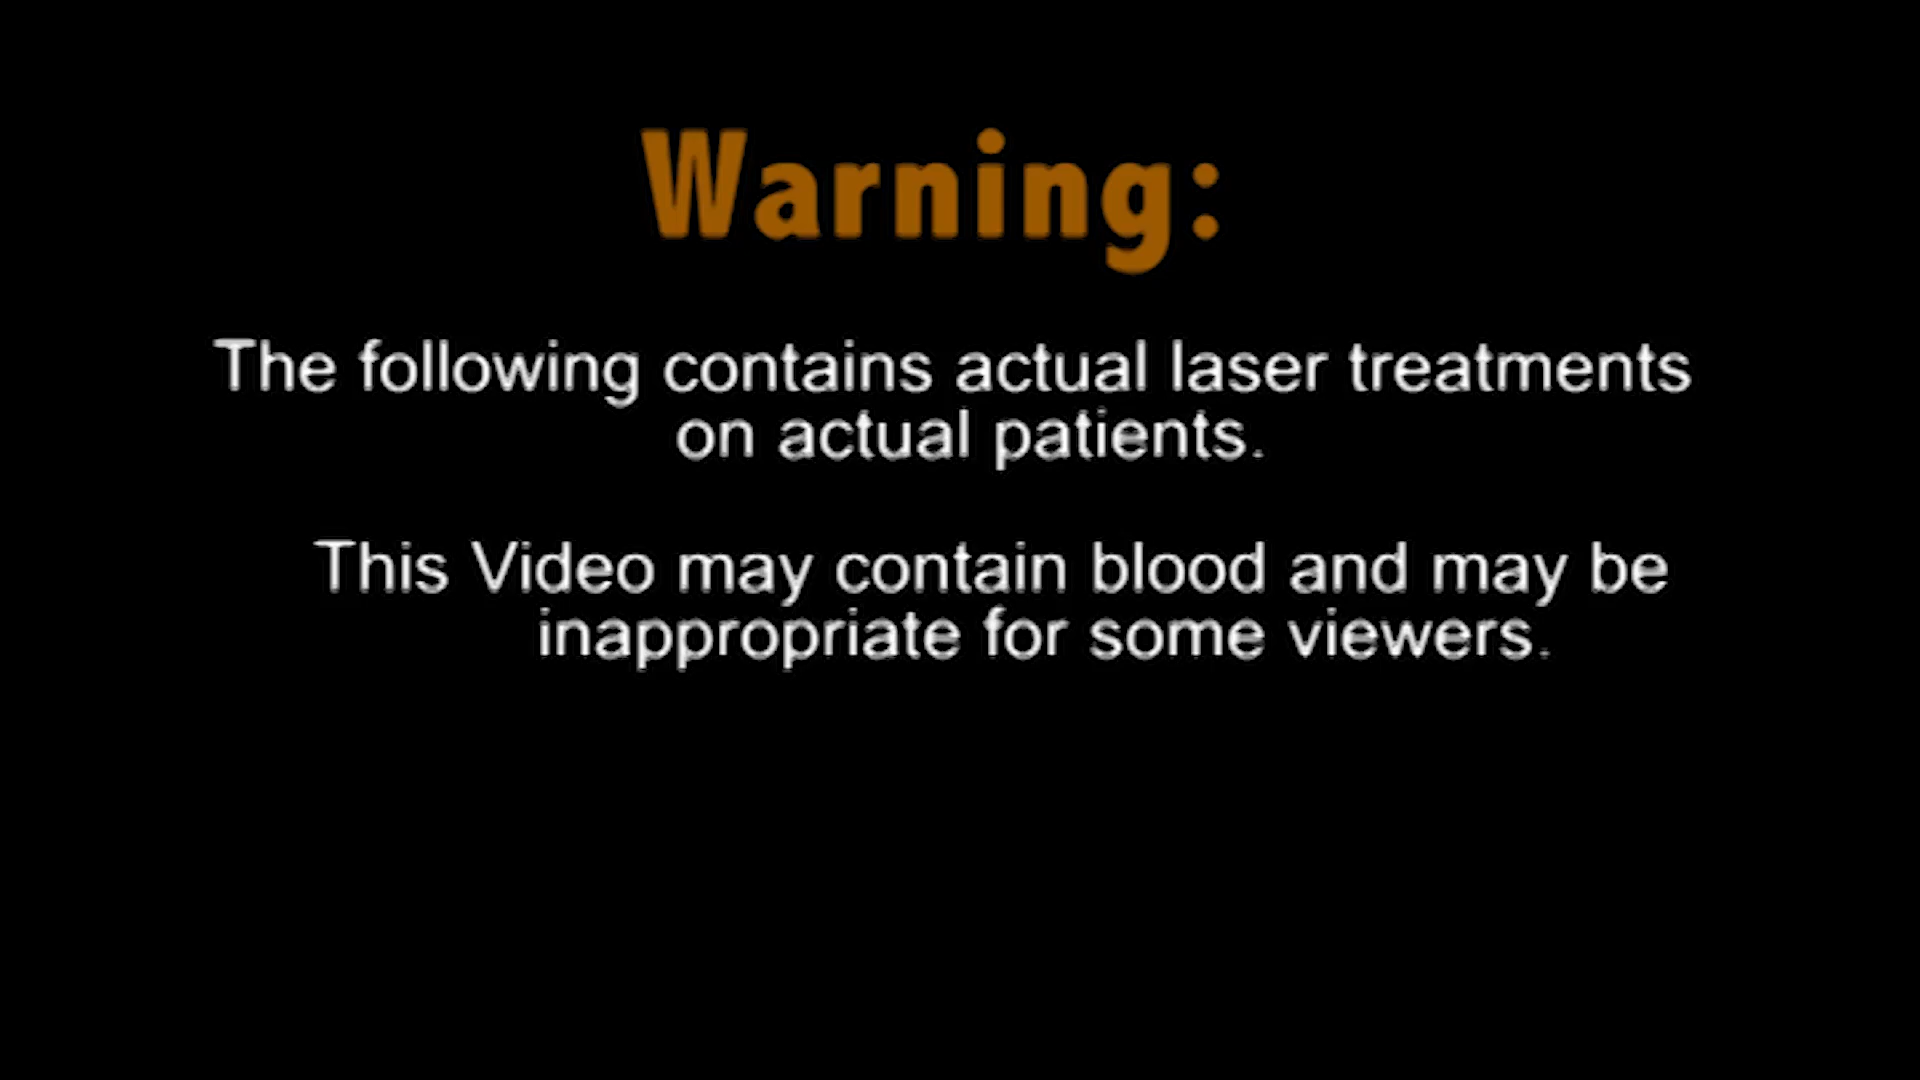 Warning:
The following contains actual laser treatments
on actual patients.
This Video may contain blood and may be
inappropriate for some viewers.